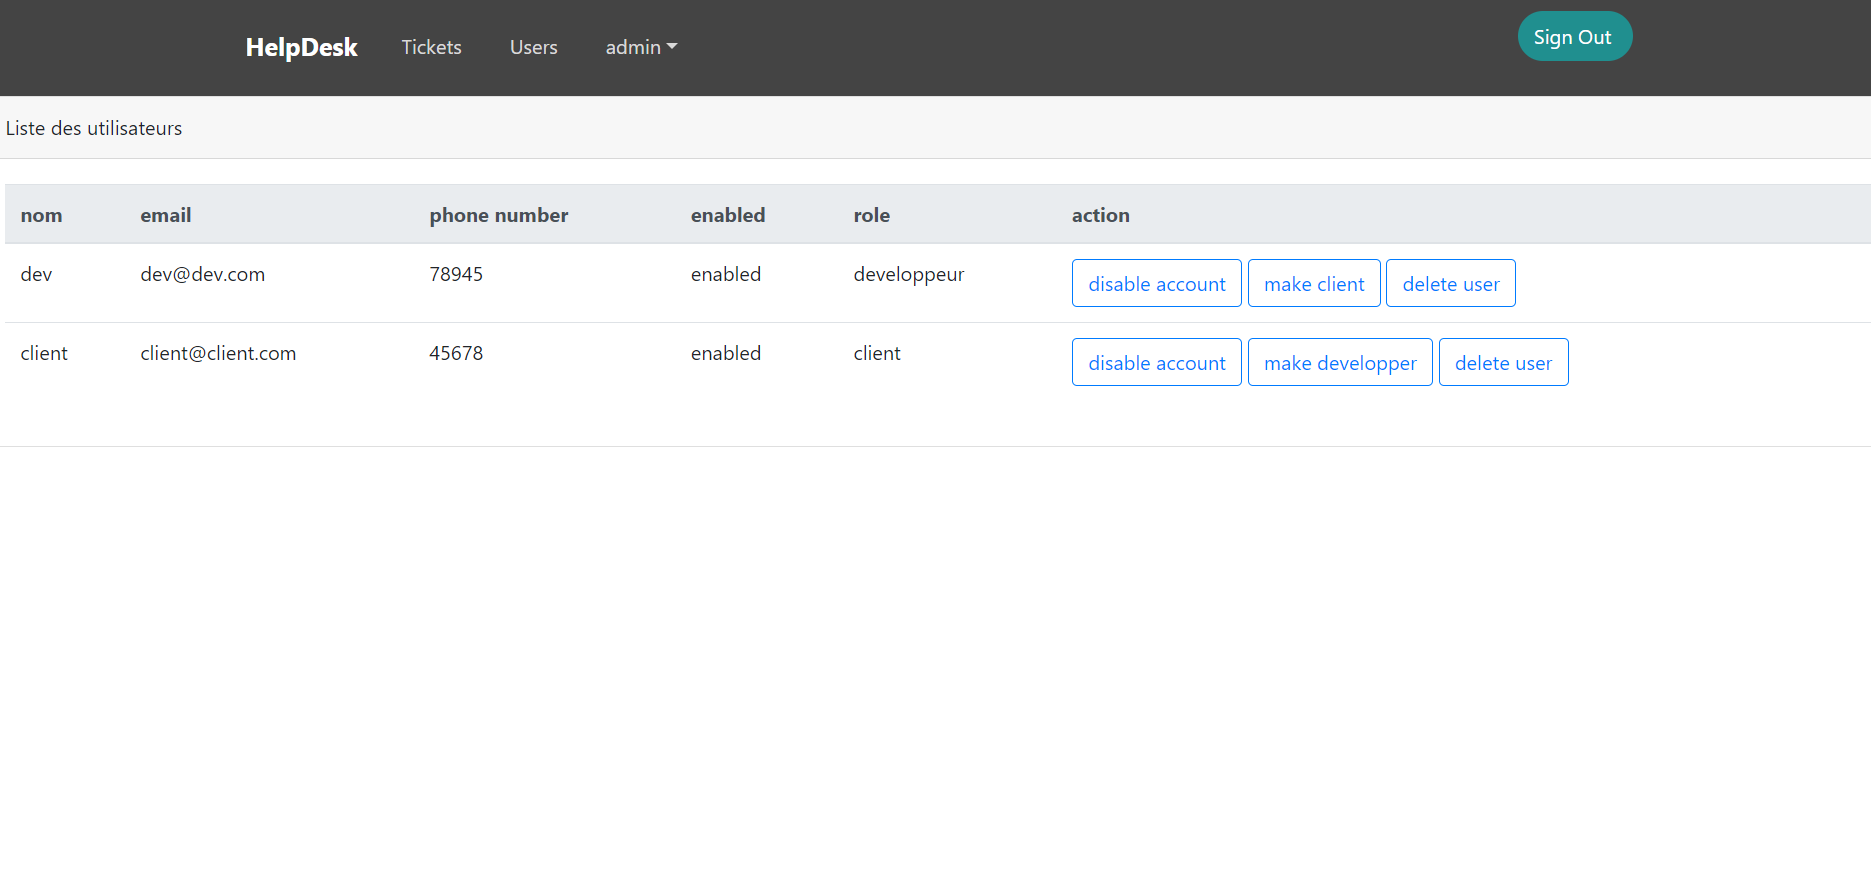 HelpDesk Tickets Users admin Sign Out
Liste des utilisateurs
nom email phone number enabled role action
dev dev@dev.com 78945 enabled developpeur disable account make client delete user
client client@client.com 45678 enabled client disable account make developper delete user